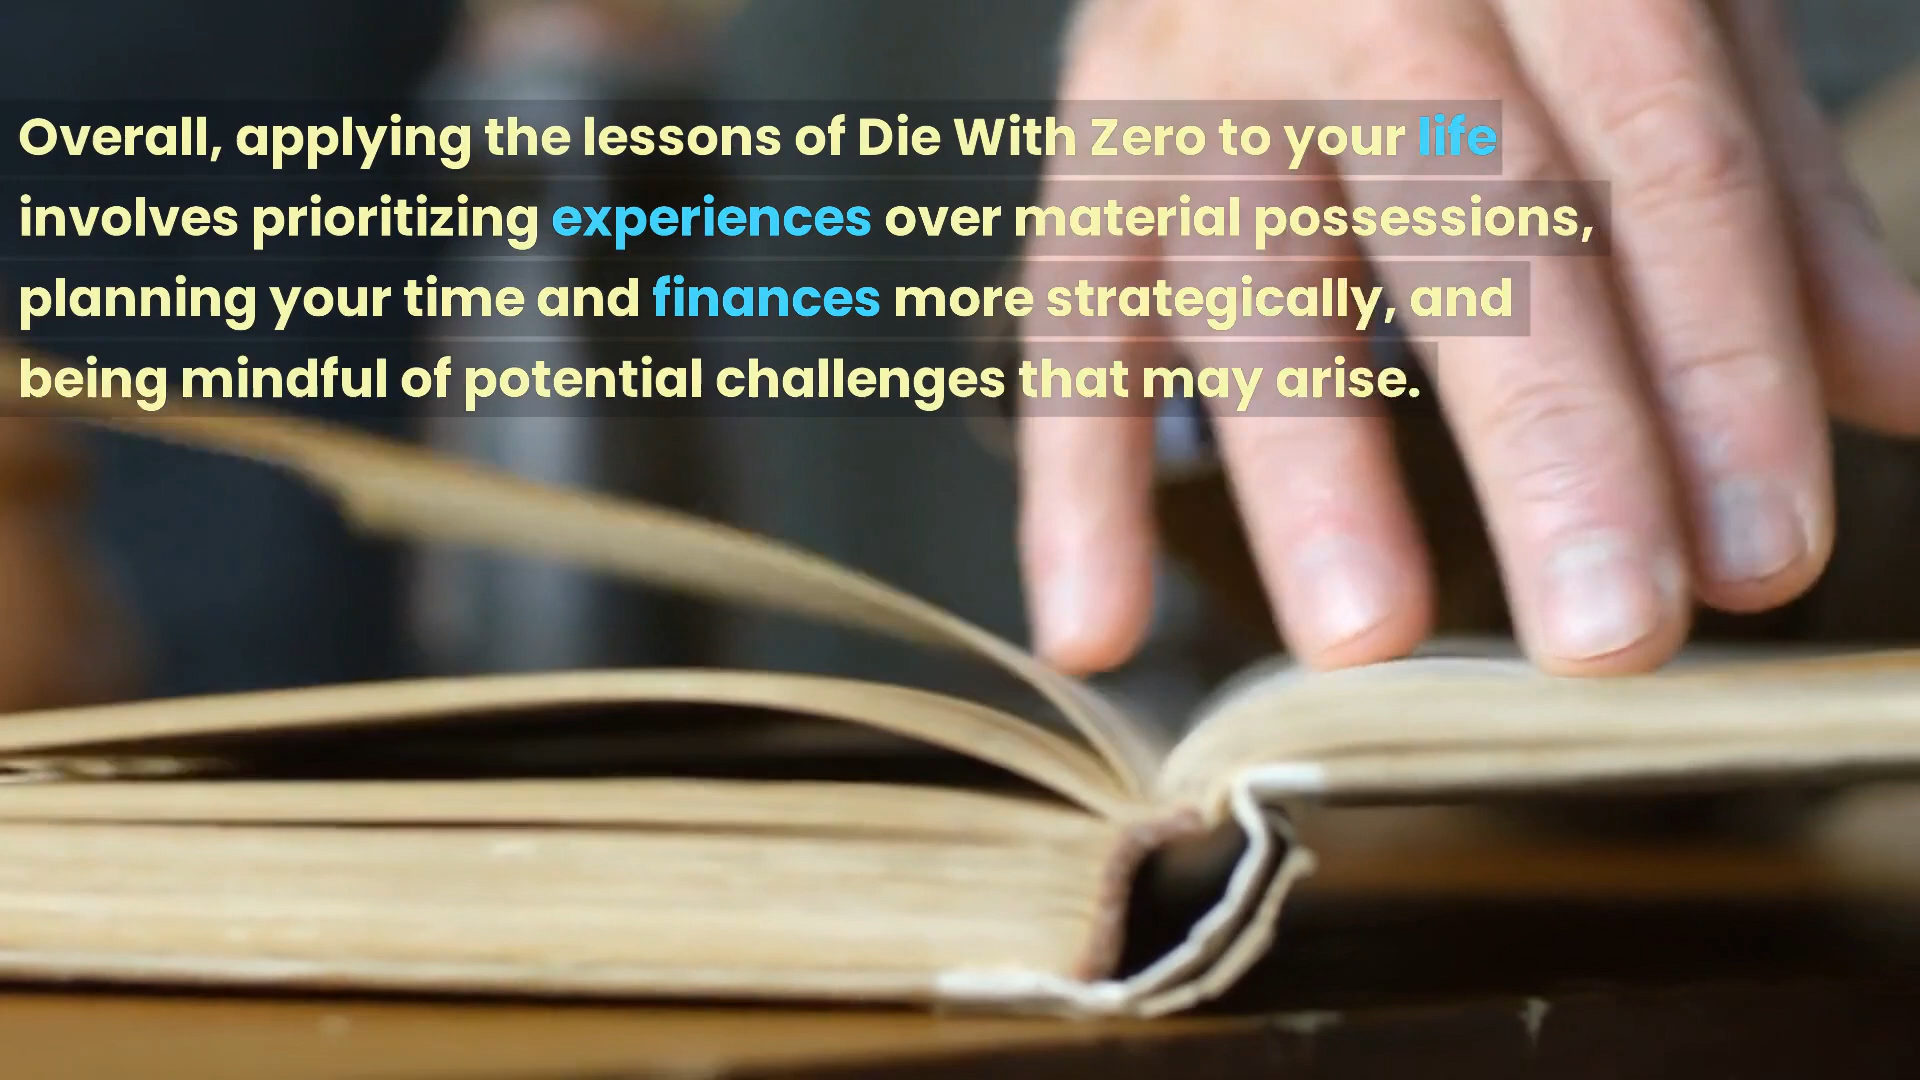 Overall, applying the lessons of Die With Zero to your life
involves prioritizing experiences over material possessions,
planning your time and finances more strategically, and
being mindful of potential challenges that may arise.